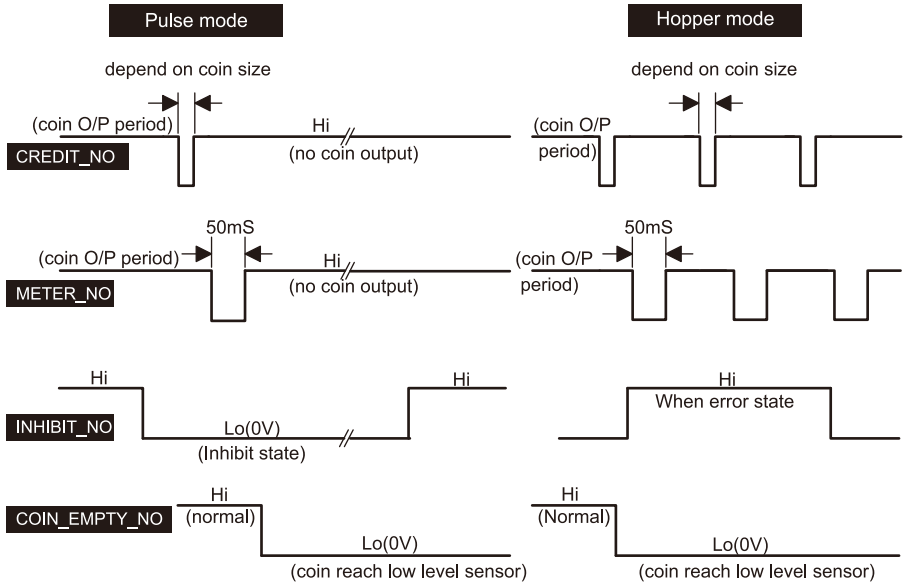 Pulse mode
Hopper mode
depend on coin size
depend on coin size
(coin O/P period)
Hi
(coin O/P
period)
CREDIT_NO
(no coin output)
50mS
50mS
(coin O/P period)
Hi
(coin O/P
period)
METER_NO
(no coin output)
Hi
Hi
Hi
When error state
INHIBIT_NO
Lo(0V)
(Inhibit state)
Hi
Hi
COIN_EMPTY_NO
(normal)
(Normal)
Lo(0V)
Lo(0V)
(coin reach low level sensor)
(coin reach low level sensor)